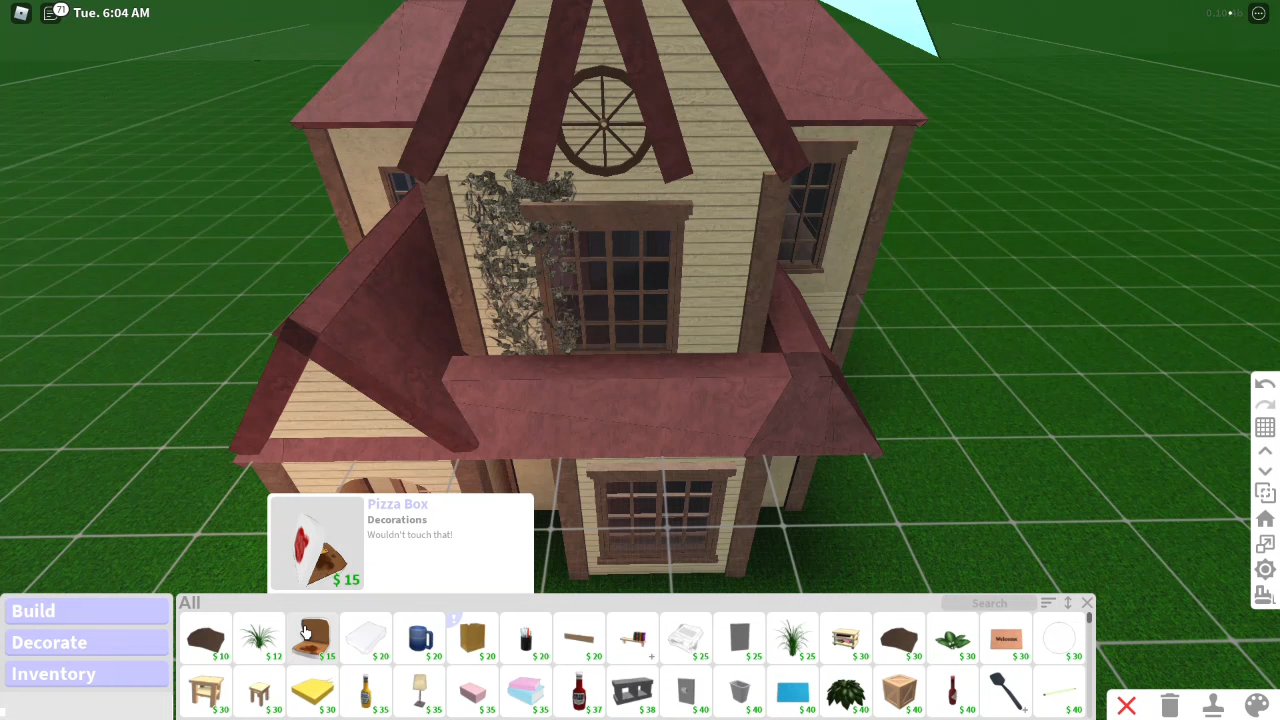 71 Tue. 6:04 AM
Pizza Box
Decorations
Wouldn't touch that!
$ 15
All
Search
Build
Decorate
Inventory
$10 $12 $15 $20 $20 $20 $20 $20 + $25 $25 $25 $30 $30 $30 Welcome $30 $30
$30 $30 $30 $35 $35 $35 $35 $37 $38 $40 $40 $40 $40 $40 $40 + $40